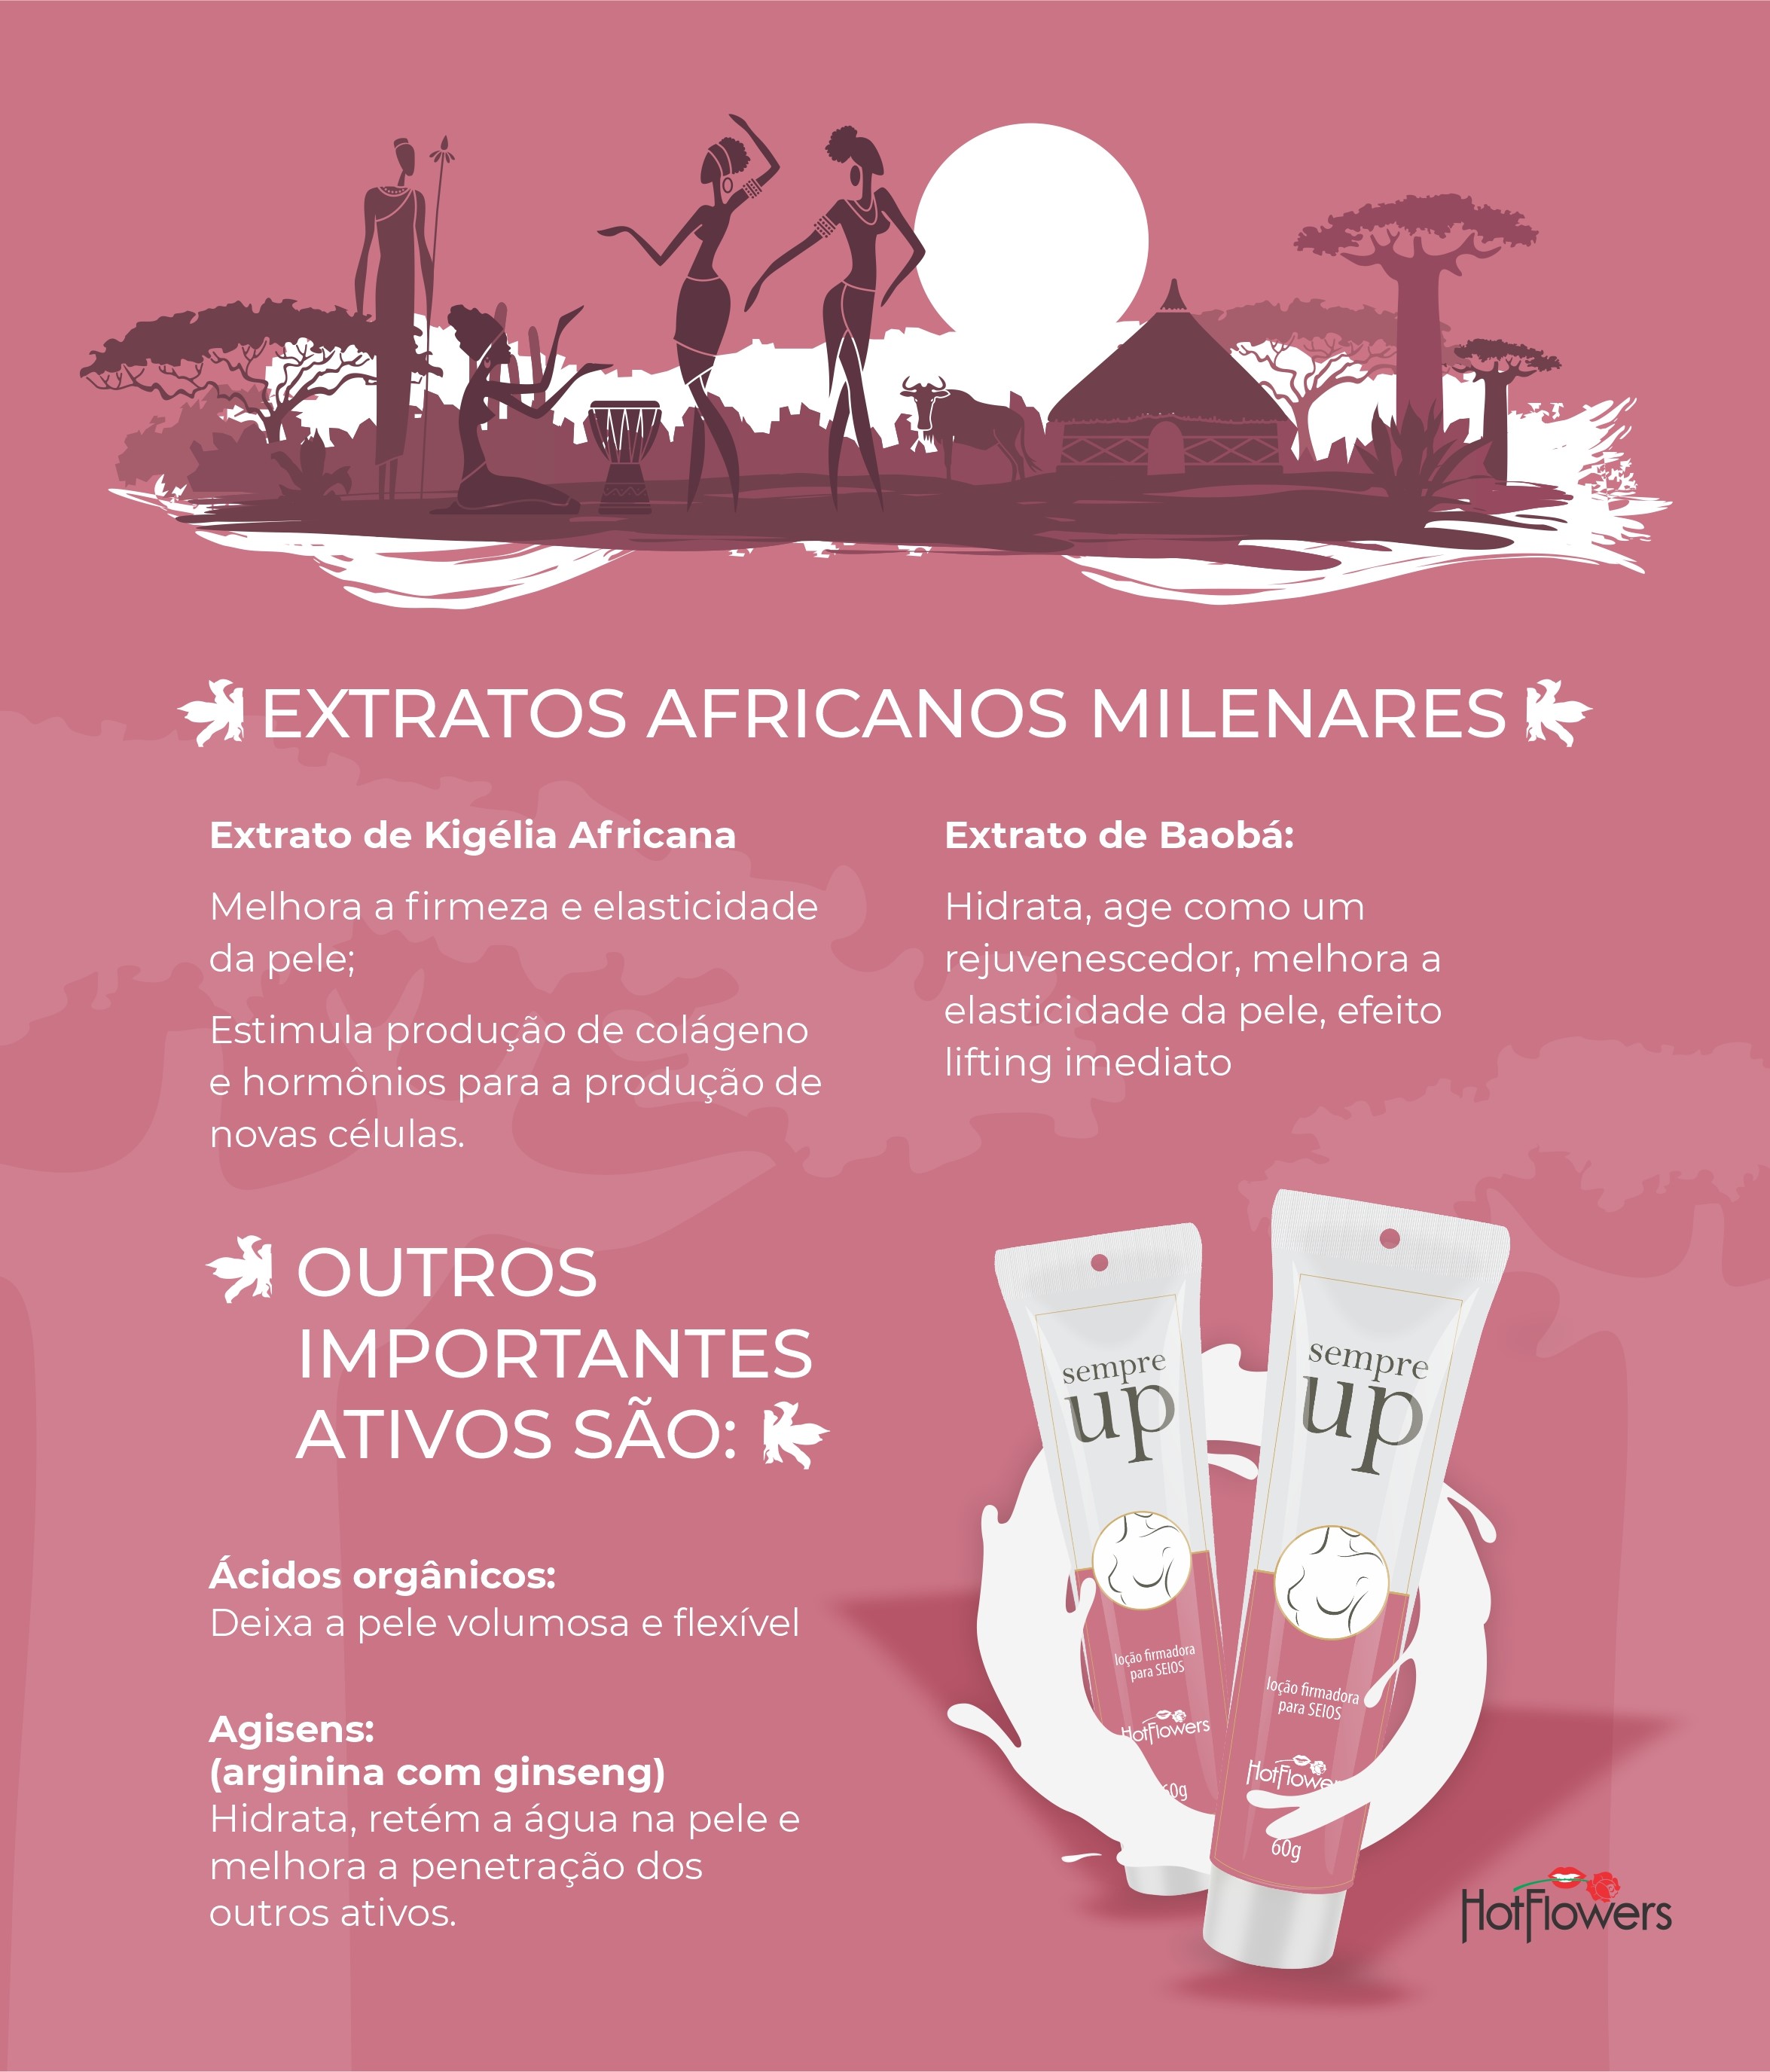 EXTRATOS AFRICANOS MILENARES
Extrato de Kigélia Africana
Melhora a firmeza e elasticidade
da pele;
Estimula produção de colágeno
e hormônios para a produção de
novas células.
Extrato de Baobá:
Hidrata, age como um
rejuvenescedor, melhora a
elasticidade da pele, efeito
lifting imediato
OUTROS
IMPORTANTES
ATIVOS SÃO:
Ácidos orgânicos:
Deixa a pele volumosa e flexível
Agisens:
(arginina com ginseng)
Hidrata, retém a água na pele e
melhora a penetração dos
outros ativos.
sempre
up
loção firmadora
para SEIOS
HotFlowers
60g
sempre
up
loção firmadora
para SEIOS
HotFlowe
60g
HotFlowers